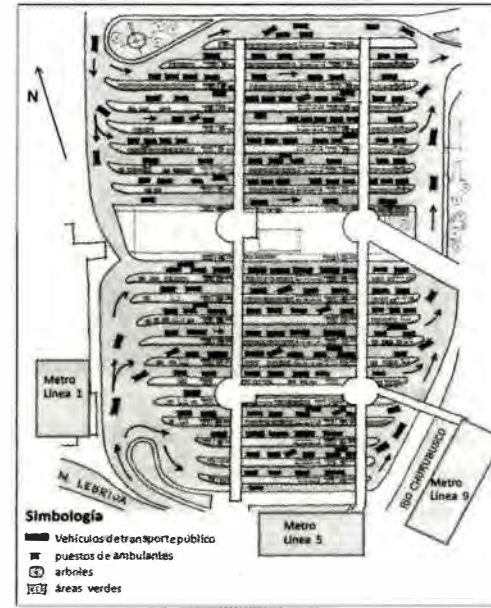 N
Metro
Línea 1
N. LEBRIJA
RIO CHURUBUSCO
Metro
Línea 9
Metro
Línea 5
Simbología
Vehículos de transporte público
puestos de ambulantes
arboles
áreas verdes